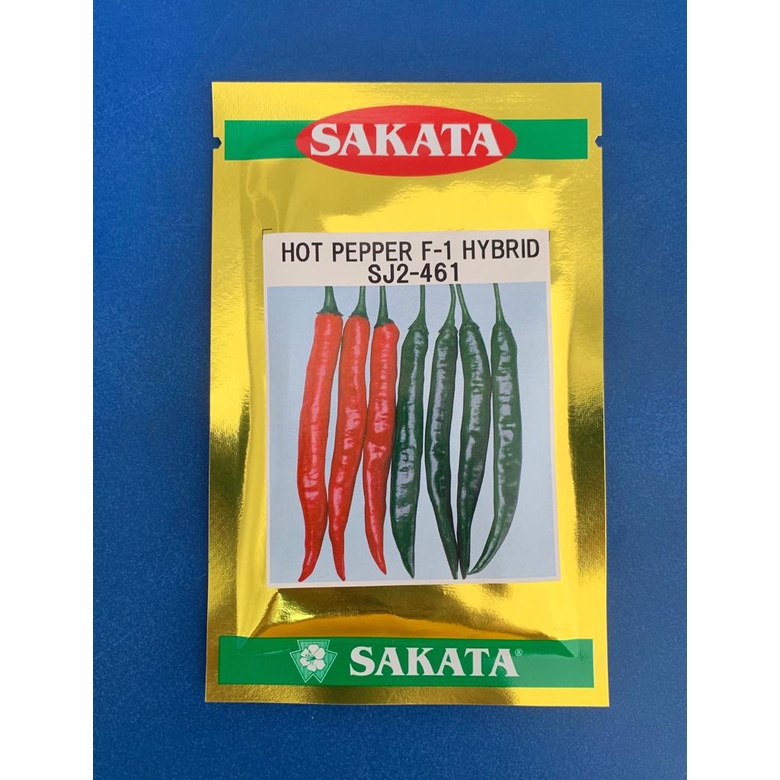 SAKATA
HOT PEPPER F-1 HYBRID
SJ2-461
SAKATA®